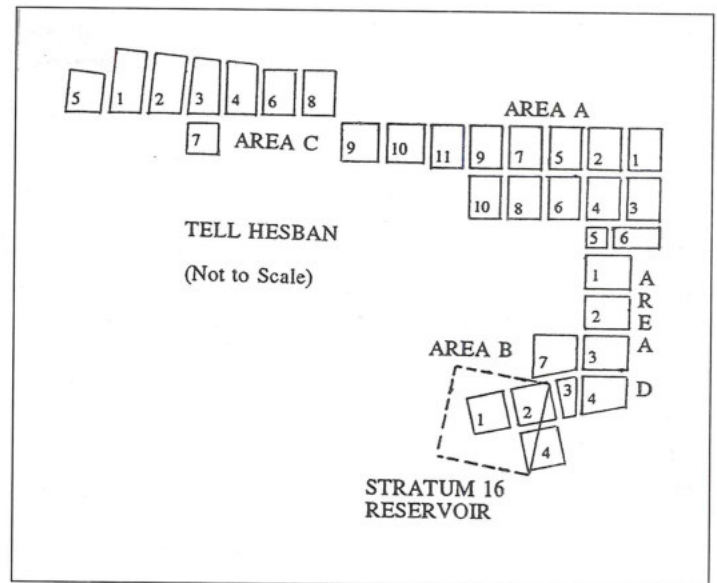 5 1 2 3 4 6 8
AREA A
7 AREA C 9 10 11 9 7 5 2 1
10 8 6 4 3
TELL HESBAN
5 6
(Not to Scale)
1
2
AREA D
AREA B
7 3
3 4
1 2
4
STRATUM 16
RESERVOIR